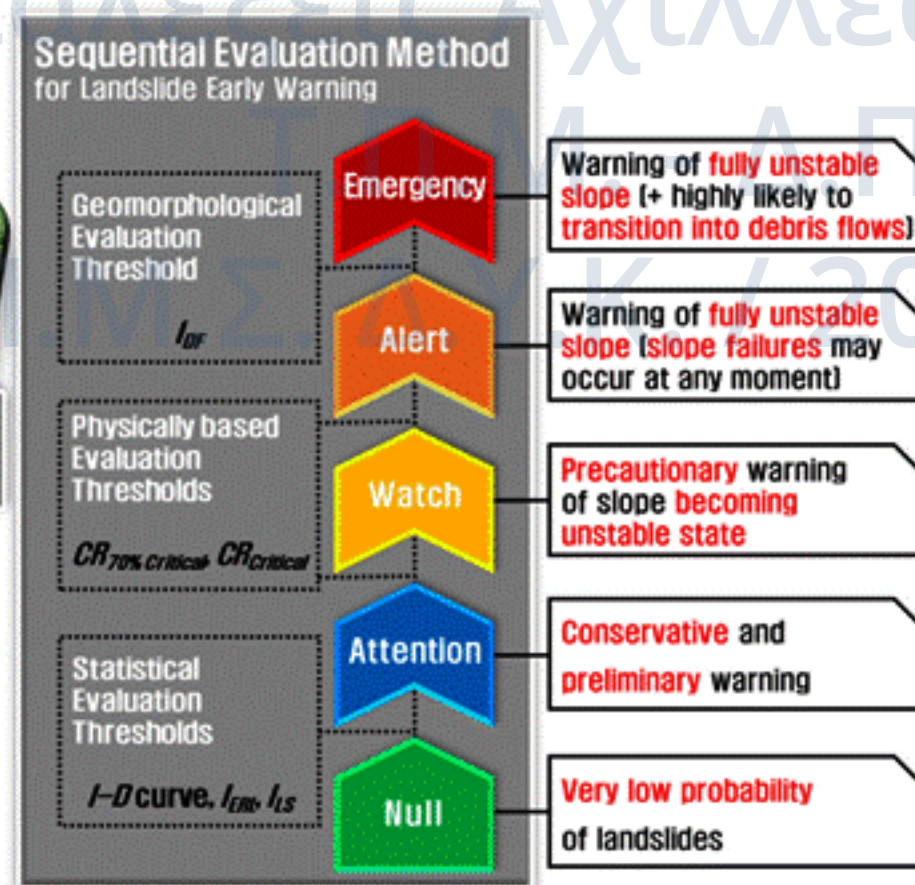 Sequential Evaluation Method
for Landslide Early Warning
Emergency
Geomorphological
Evaluation
Threshold
I_DF
Alert
Physically based
Evaluation
Thresholds
CR_70% Critical, CR_Critical
Watch
Statistical
Evaluation
Thresholds
I–D curve, I_LS
Attention
Null
Warning of fully unstable
slope (+ highly likely to
transition into debris flows)
Warning of fully unstable
slope (slope failures may
occur at any moment)
Precautionary warning
of slope becoming
unstable state
Conservative and
preliminary warning
Very low probability
of landslides